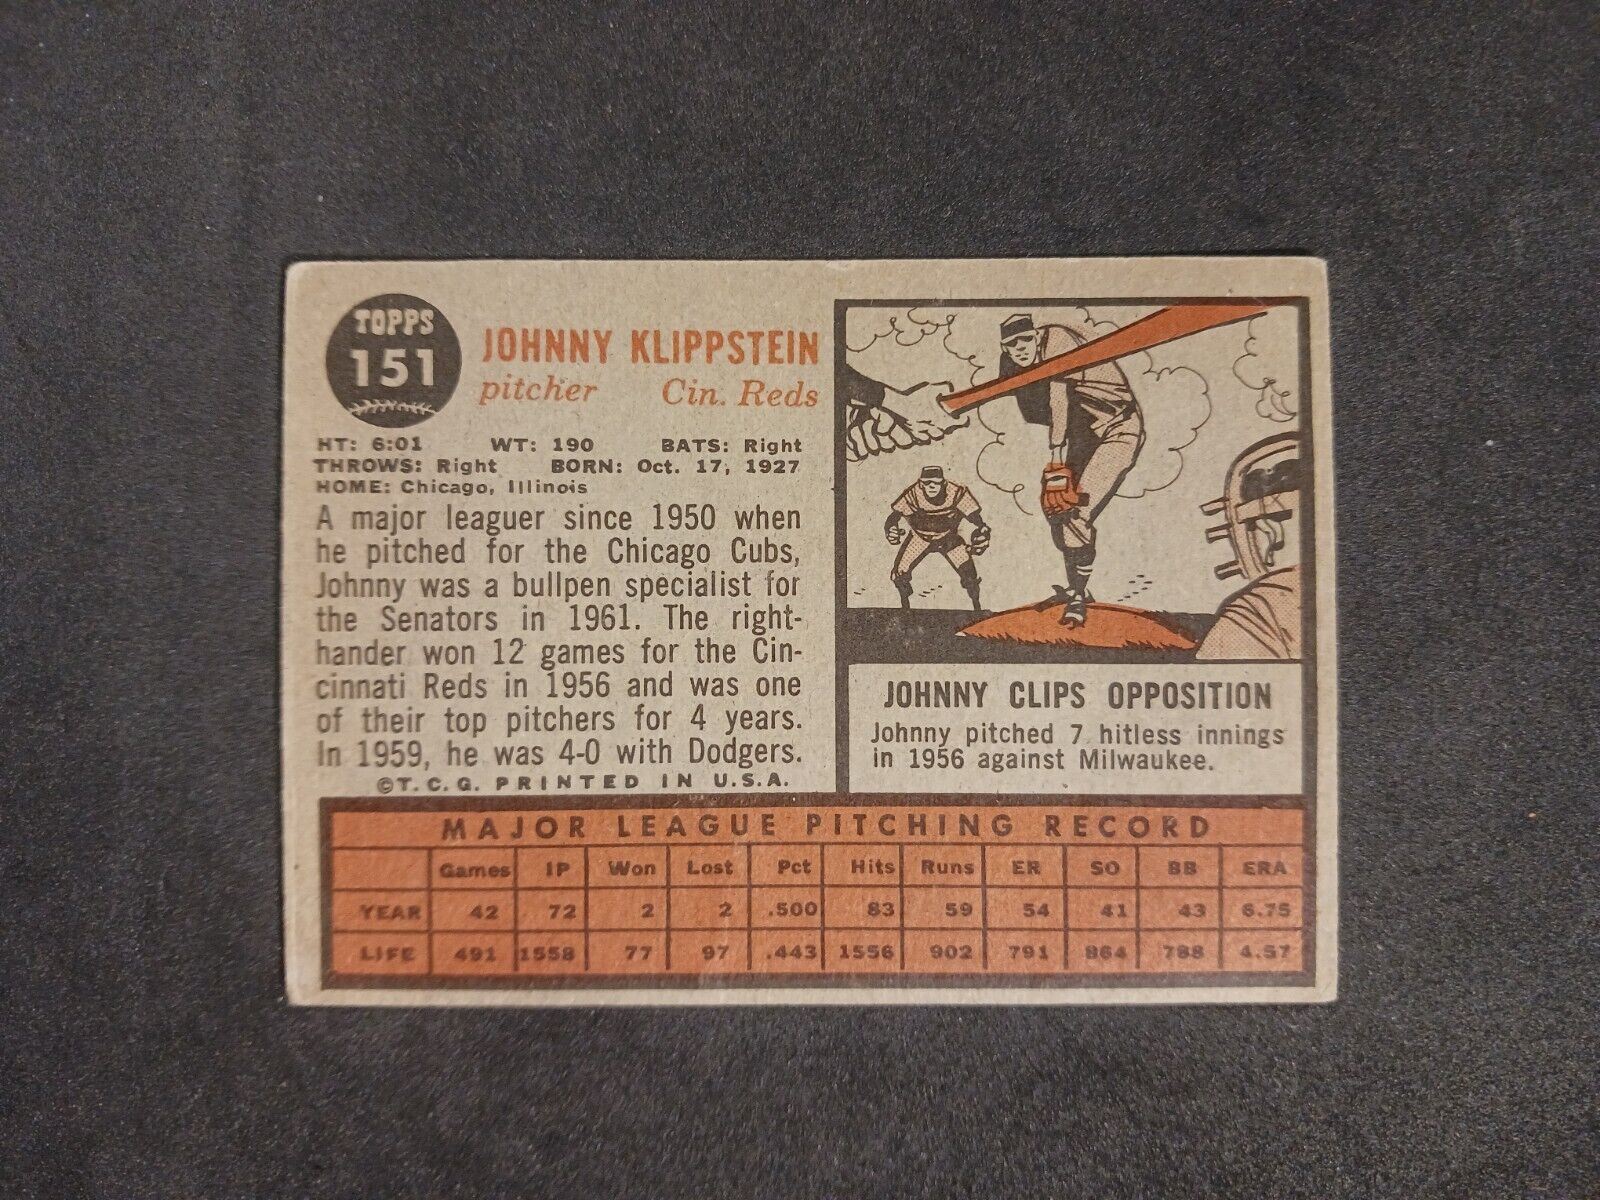 TOPPS
151
JOHNNY KLIPPSTEIN
pitcher Cin. Reds
HT: 6:01 WT: 190 BATS: Right
THROWS: Right BORN: Oct. 17, 1927
HOME: Chicago, Illinois
A major leaguer since 1950 when
he pitched for the Chicago Cubs,
Johnny was a bullpen specialist for
the Senators in 1961. The right-
hander won 12 games for the Cin-
cinnati Reds in 1956 and was one
of their top pitchers for 4 years.
In 1959, he was 4-0 with Dodgers.
©T.C.G. PRINTED IN U.S.A.
JOHNNY CLIPS OPPOSITION
Johnny pitched 7 hitless innings
in 1956 against Milwaukee.
MAJOR LEAGUE PITCHING RECORD
Games IP Won Lost Pct Hits Runs ER SO BB ERA
YEAR 42 72 2 2 .500 83 59 54 41 43 6.75
LIFE 491 1558 77 97 .443 1556 902 791 864 788 4.57